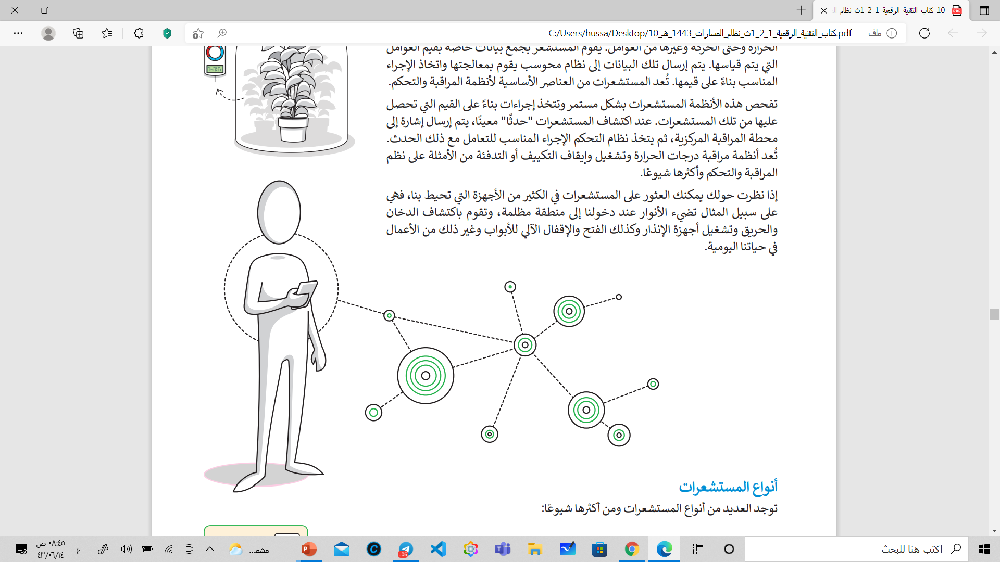 10_كتاب_التقنية_الرقمية_1_2_1ث_نظام_ال
ملف
C:/Users/hussa/Desktop/10_كتاب_التقنية_الرقمية_1_2_1ث_نظام_المسارات_1443_هـ.pdf
الحرارة وحتى الحركة وغيرها من العوامل. يقوم المستشعر بجمع بيانات خاصة بقيم العوامل
التي يتم قياسها. يتم إرسال تلك البيانات إلى نظام محوسب يقوم بمعالجتها واتخاذ الإجراء
المناسب بناءً على قيمها. تُعد المستشعرات من العناصر الأساسية لأنظمة المراقبة والتحكم.
تفحص هذه الأنظمة المستشعرات بشكل مستمر وتتخذ إجراءات بناءً على القيم التي تحصل
عليها من تلك المستشعرات. عند اكتشاف المستشعرات "حدثًا" معينًا، يتم إرسال إشارة إلى
محطة المراقبة المركزية، ثم يتخذ نظام التحكم الإجراء المناسب للتعامل مع ذلك الحدث.
تُعد أنظمة مراقبة درجات الحرارة وتشغيل وإيقاف التكييف أو التدفئة من الأمثلة على نظم
المراقبة والتحكم وأكثرها شيوعًا.
إذا نظرت حولك يمكنك العثور على المستشعرات في الكثير من الأجهزة التي تحيط بنا، فهي
على سبيل المثال تضيء الأنوار عند دخولنا إلى منطقة مظلمة، وتقوم باكتشاف الدخان
والحريق وتشغيل أجهزة الإنذار وكذلك الفتح والإقفال الآلي للأبواب وغير ذلك من الأعمال
في حياتنا اليومية.
أنواع المستشعرات
توجد العديد من أنواع المستشعرات ومن أكثرها شيوعًا:
اكتب هنا للبحث
مشم...
ع
٠٨:٤٥ ص
٤٣/٠٦/١٤